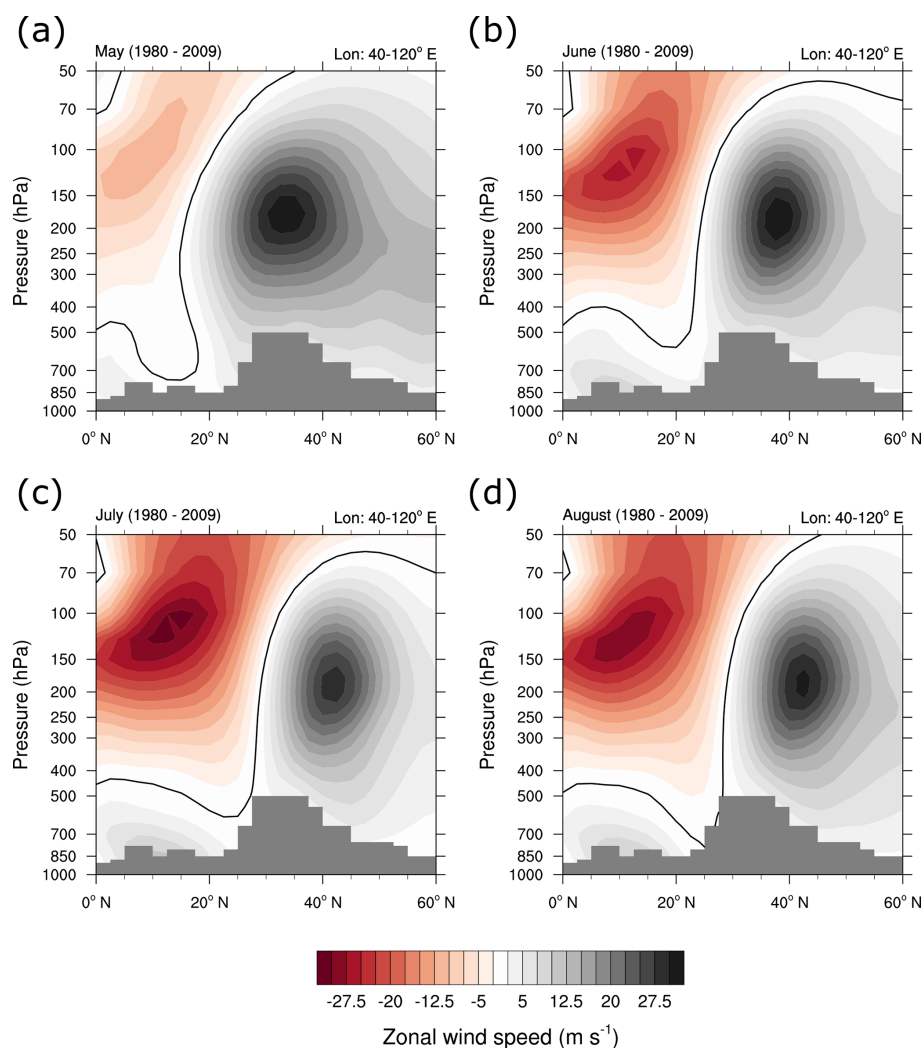 (a)
May (1980 - 2009) Lon: 40-120° E
50
70
100
150
200
250
300
400
500
700
850
1000
Pressure (hPa)
0° N 20° N 40° N 60° N
(b)
June (1980 - 2009) Lon: 40-120° E
50
70
100
150
200
250
300
400
500
700
850
1000
Pressure (hPa)
0° N 20° N 40° N 60° N
(c)
July (1980 - 2009) Lon: 40-120° E
50
70
100
150
200
250
300
400
500
700
850
1000
Pressure (hPa)
0° N 20° N 40° N 60° N
(d)
August (1980 - 2009) Lon: 40-120° E
50
70
100
150
200
250
300
400
500
700
850
1000
Pressure (hPa)
0° N 20° N 40° N 60° N
-27.5 -20 -12.5 -5 5 12.5 20 27.5
Zonal wind speed (m s⁻¹)